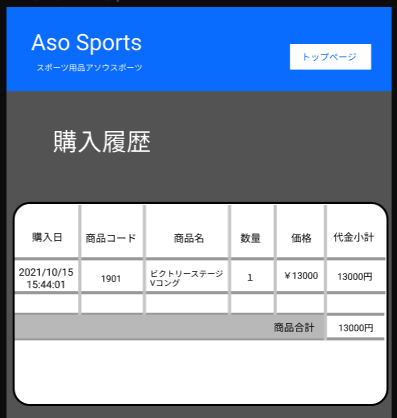 Aso Sports
スポーツ用品アソウスポーツ
トップページ
購入履歴
購入日 商品コード 商品名 数量 価格 代金小計
2021/10/15
15:44:01
1901
ビクトリーステージ
Vコング
1
￥13000
13000円
商品合計 13000円